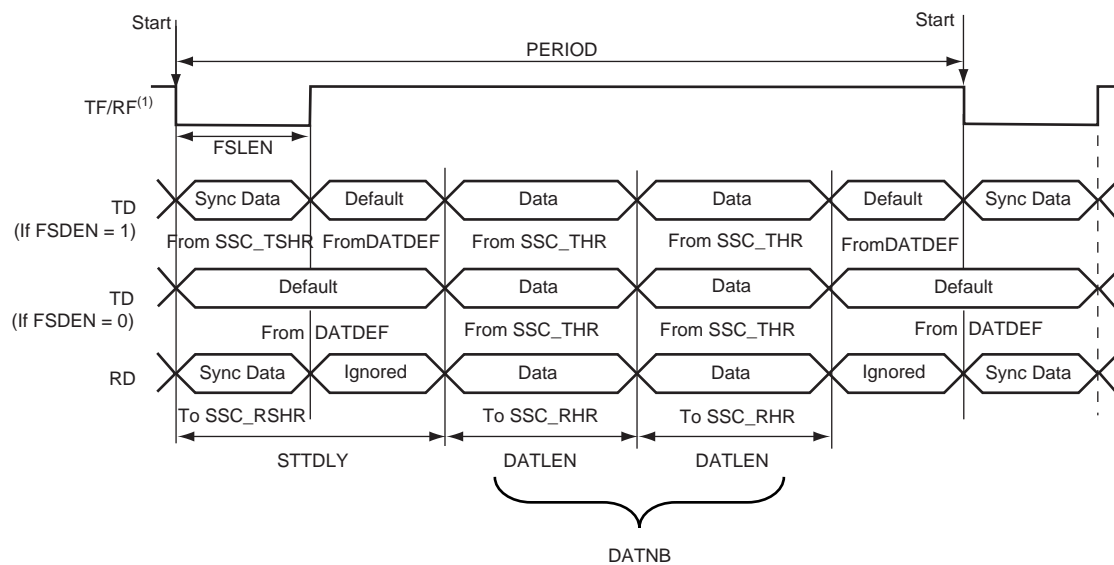 Start
Start
PERIOD
TF/RF(1)
FSLEN
TD
(If FSDEN = 1)
Sync Data
Default
Data
Data
Default
Sync Data
From SSC_TSHR
FromDATDEF
From SSC_THR
From SSC_THR
FromDATDEF
TD
(If FSDEN = 0)
Default
Data
Data
Default
From DATDEF
From SSC_THR
From SSC_THR
From DATDEF
RD
Sync Data
Ignored
Data
Data
Ignored
Sync Data
To SSC_RSHR
To SSC_RHR
To SSC_RHR
STTDLY
DATLEN
DATLEN
DATNB